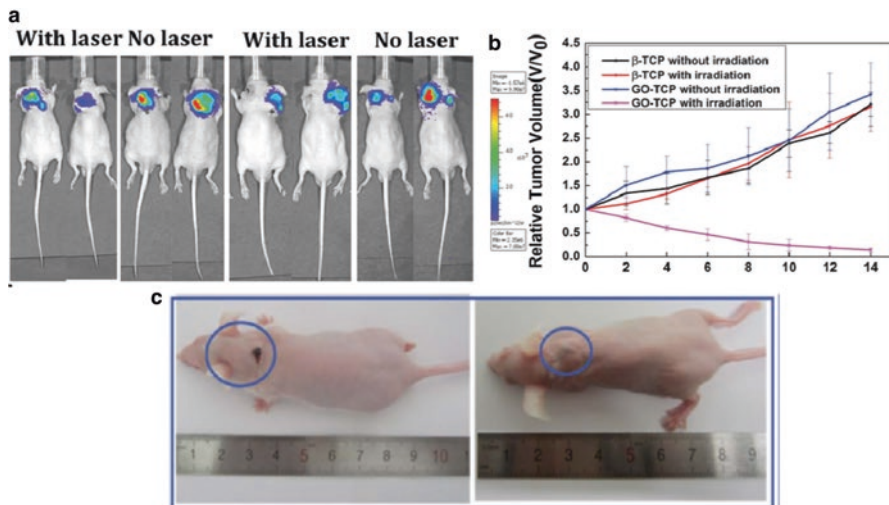 a
With laser No laser With laser No laser
b
Relative Tumor Volume(V/V0)
4.5
4.0
3.5
3.0
2.5
2.0
1.5
1.0
0.5
0.0
β-TCP without irradiation
β-TCP with irradiation
GO-TCP without irradiation
GO-TCP with irradiation
0 2 4 6 8 10 12 14
Image
Color Bar
c
1 2 3 4 5 6 7 8 9 10
1 2 3 4 5 6 7 8 9